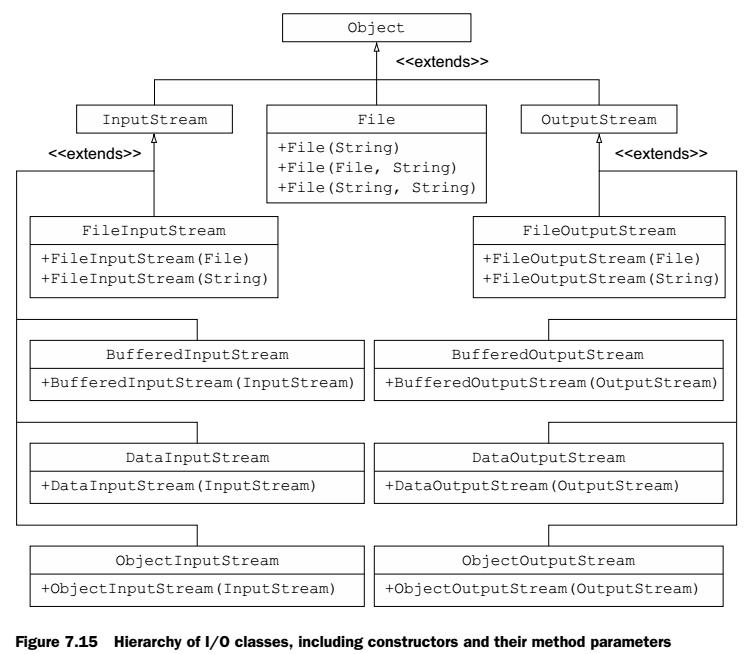 Object
<<extends>>
InputStream
File
+File(String)
+File(File, String)
+File(String, String)
OutputStream
<<extends>>
<<extends>>
FileInputStream
+FileInputStream(File)
+FileInputStream(String)
FileOutputStream
+FileOutputStream(File)
+FileOutputStream(String)
BufferedInputStream
+BufferedInputStream(InputStream)
BufferedOutputStream
+BufferedOutputStream(OutputStream)
DataInputStream
+DataInputStream(InputStream)
DataOutputStream
+DataOutputStream(OutputStream)
ObjectInputStream
+ObjectInputStream(InputStream)
ObjectOutputStream
+ObjectOutputStream(OutputStream)
Figure 7.15 Hierarchy of I/O classes, including constructors and their method parameters